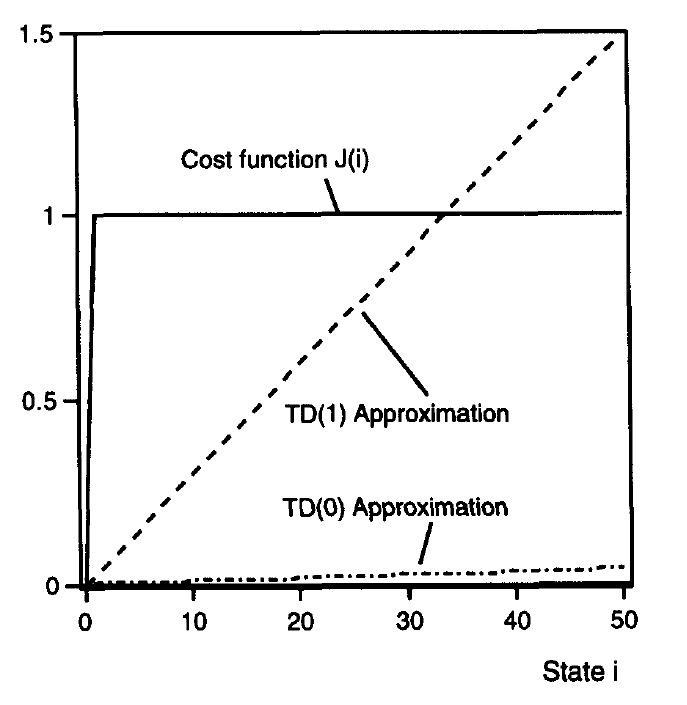 1.5
Cost function J(i)
1
0.5
TD(1) Approximation
TD(0) Approximation
0
0 10 20 30 40 50
State i